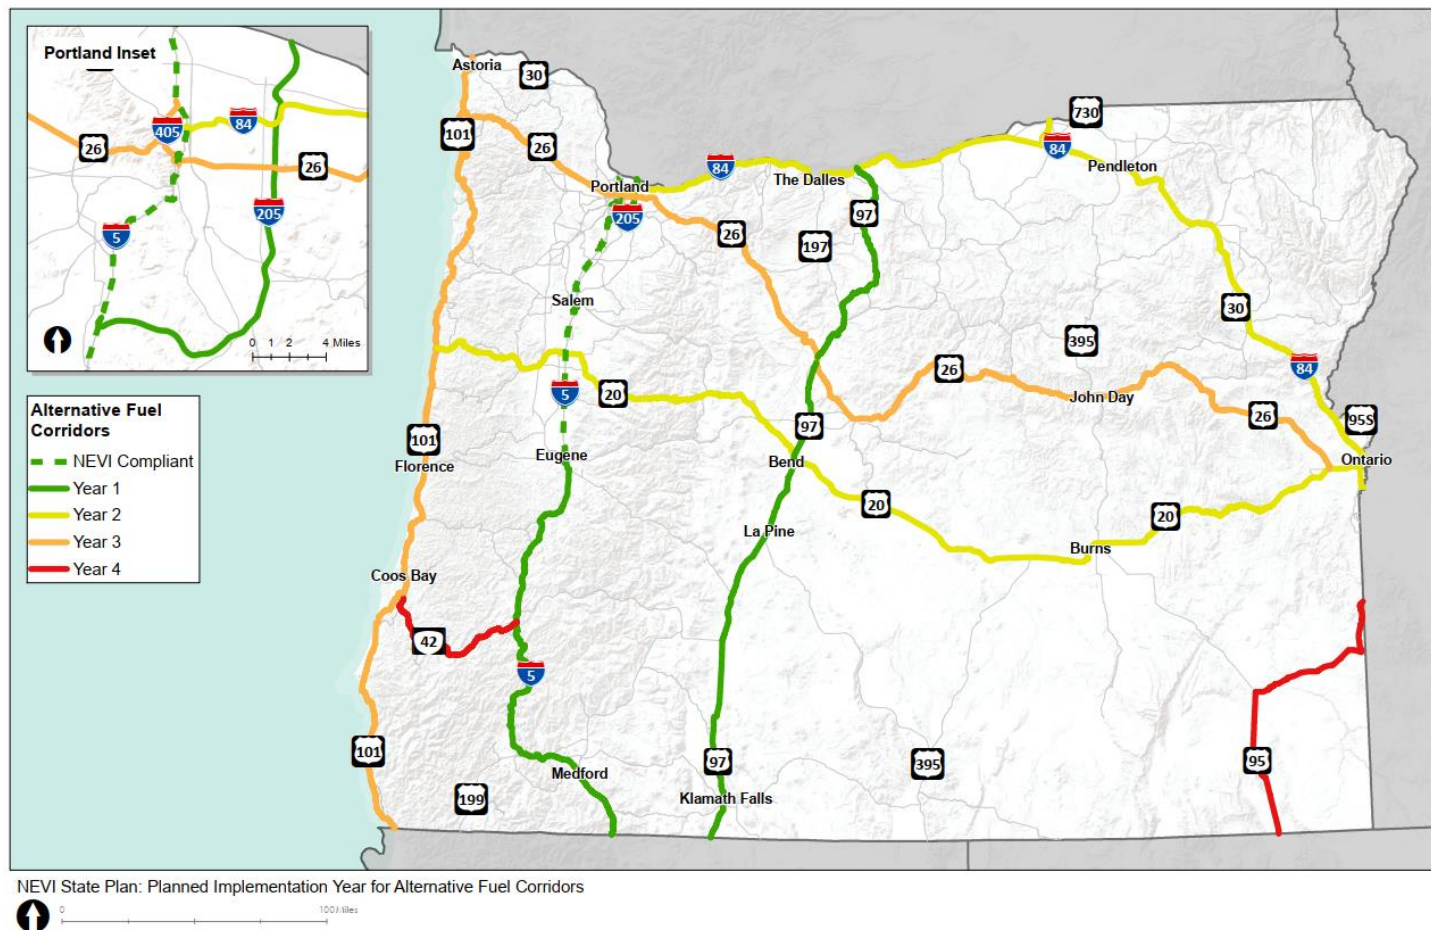 Portland Inset
405
84
26
26
5
205
0 1 2 4 Miles
Alternative Fuel
Corridors
NEVI Compliant
Year 1
Year 2
Year 3
Year 4
Astoria
30
101
26
730
84
Pendleton
84
The Dalles
Portland
205
97
26
197
Salem
30
395
84
26
5
20
John Day
26
95S
97
101
Florence
Eugene
Bend
Ontario
20
20
La Pine
Burns
Coos Bay
42
5
101
97
395
95
Medford
199
Klamath Falls
NEVI State Plan: Planned Implementation Year for Alternative Fuel Corridors
0 100 Miles